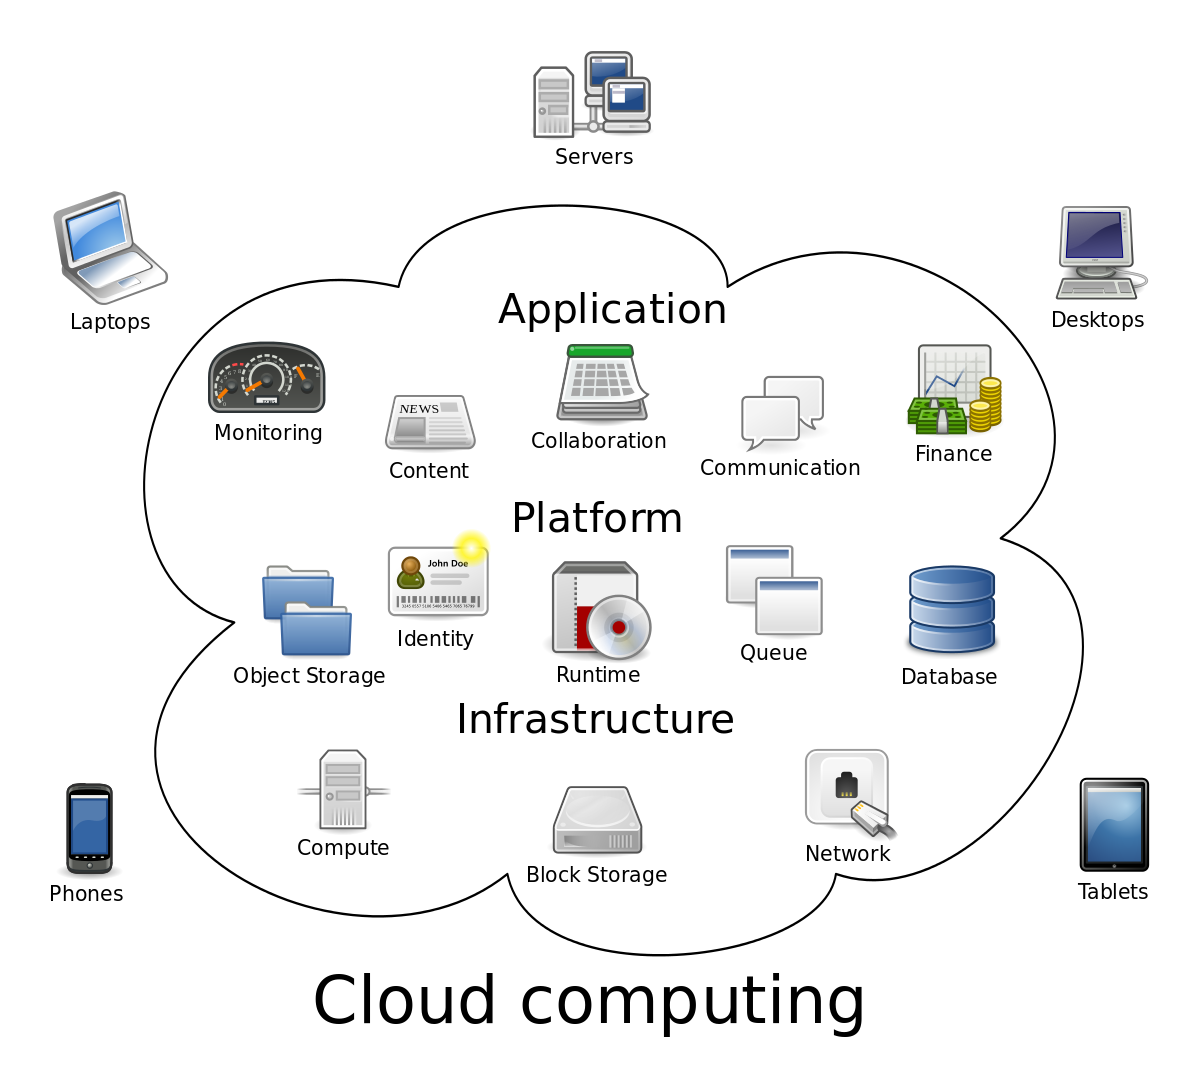 Servers
Laptops
Desktops
Application
Monitoring
NEWS
Content
Collaboration
Communication
Finance
Platform
Object Storage
John Doe
Identity
Runtime
Queue
Database
Infrastructure
Compute
Block Storage
Network
Phones
Tablets
Cloud computing